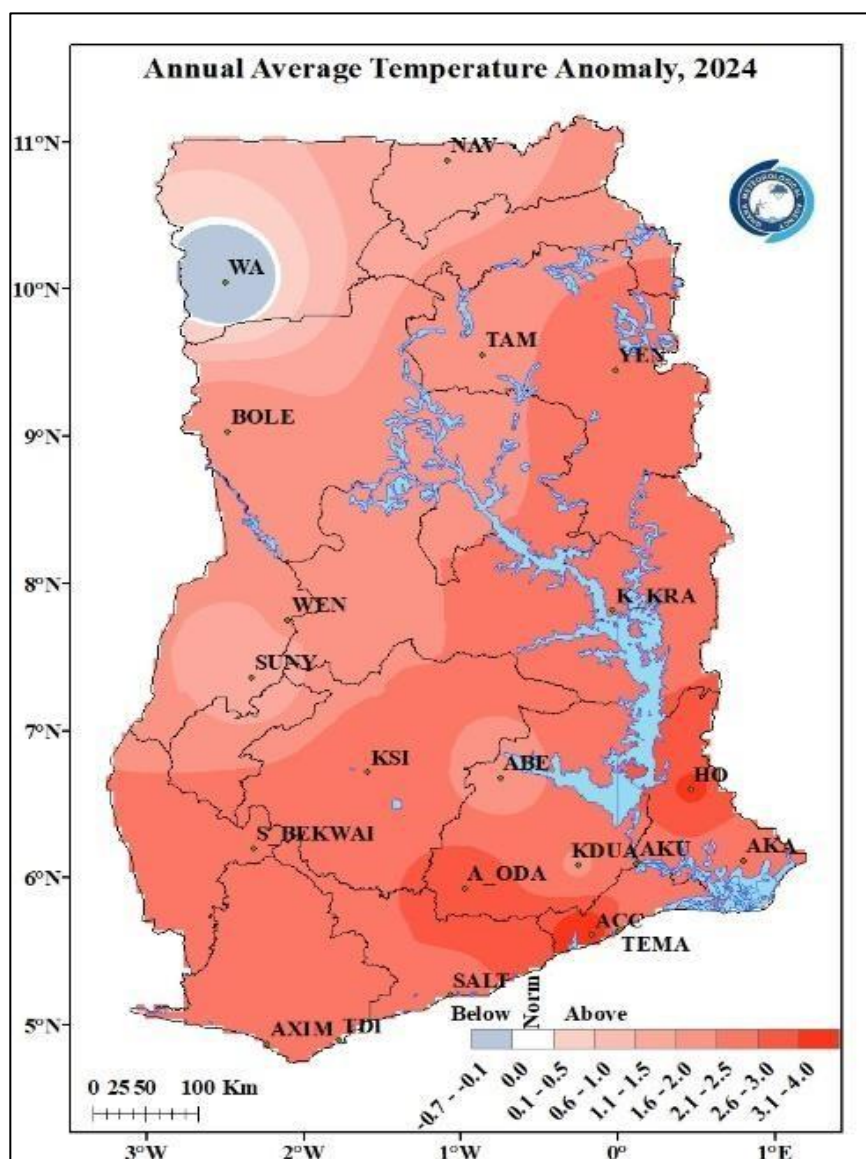 Annual Average Temperature Anomaly, 2024
11°N
NAV
GHANA METEOROLOGICAL AGENCY
WA
10°N
TAM
YEN
BOLE
9°N
8°N
K_KRA
WEN
SUNY
7°N
KSI
ABE
HO
S_BEKWAI
KDUA
AKU
AKA
6°N
A_ODA
ACC
TEMA
SALT
5°N
AXIM
TDI
Below
Norm
Above
-0.7 - -0.1
0.0
0.1 - 0.5
0.6 - 1.0
1.1 - 1.5
1.6 - 2.0
2.1 - 2.5
2.6 - 3.0
3.1 - 4.0
0 25 50 100 Km
3°W
2°W
1°W
0°
1°E